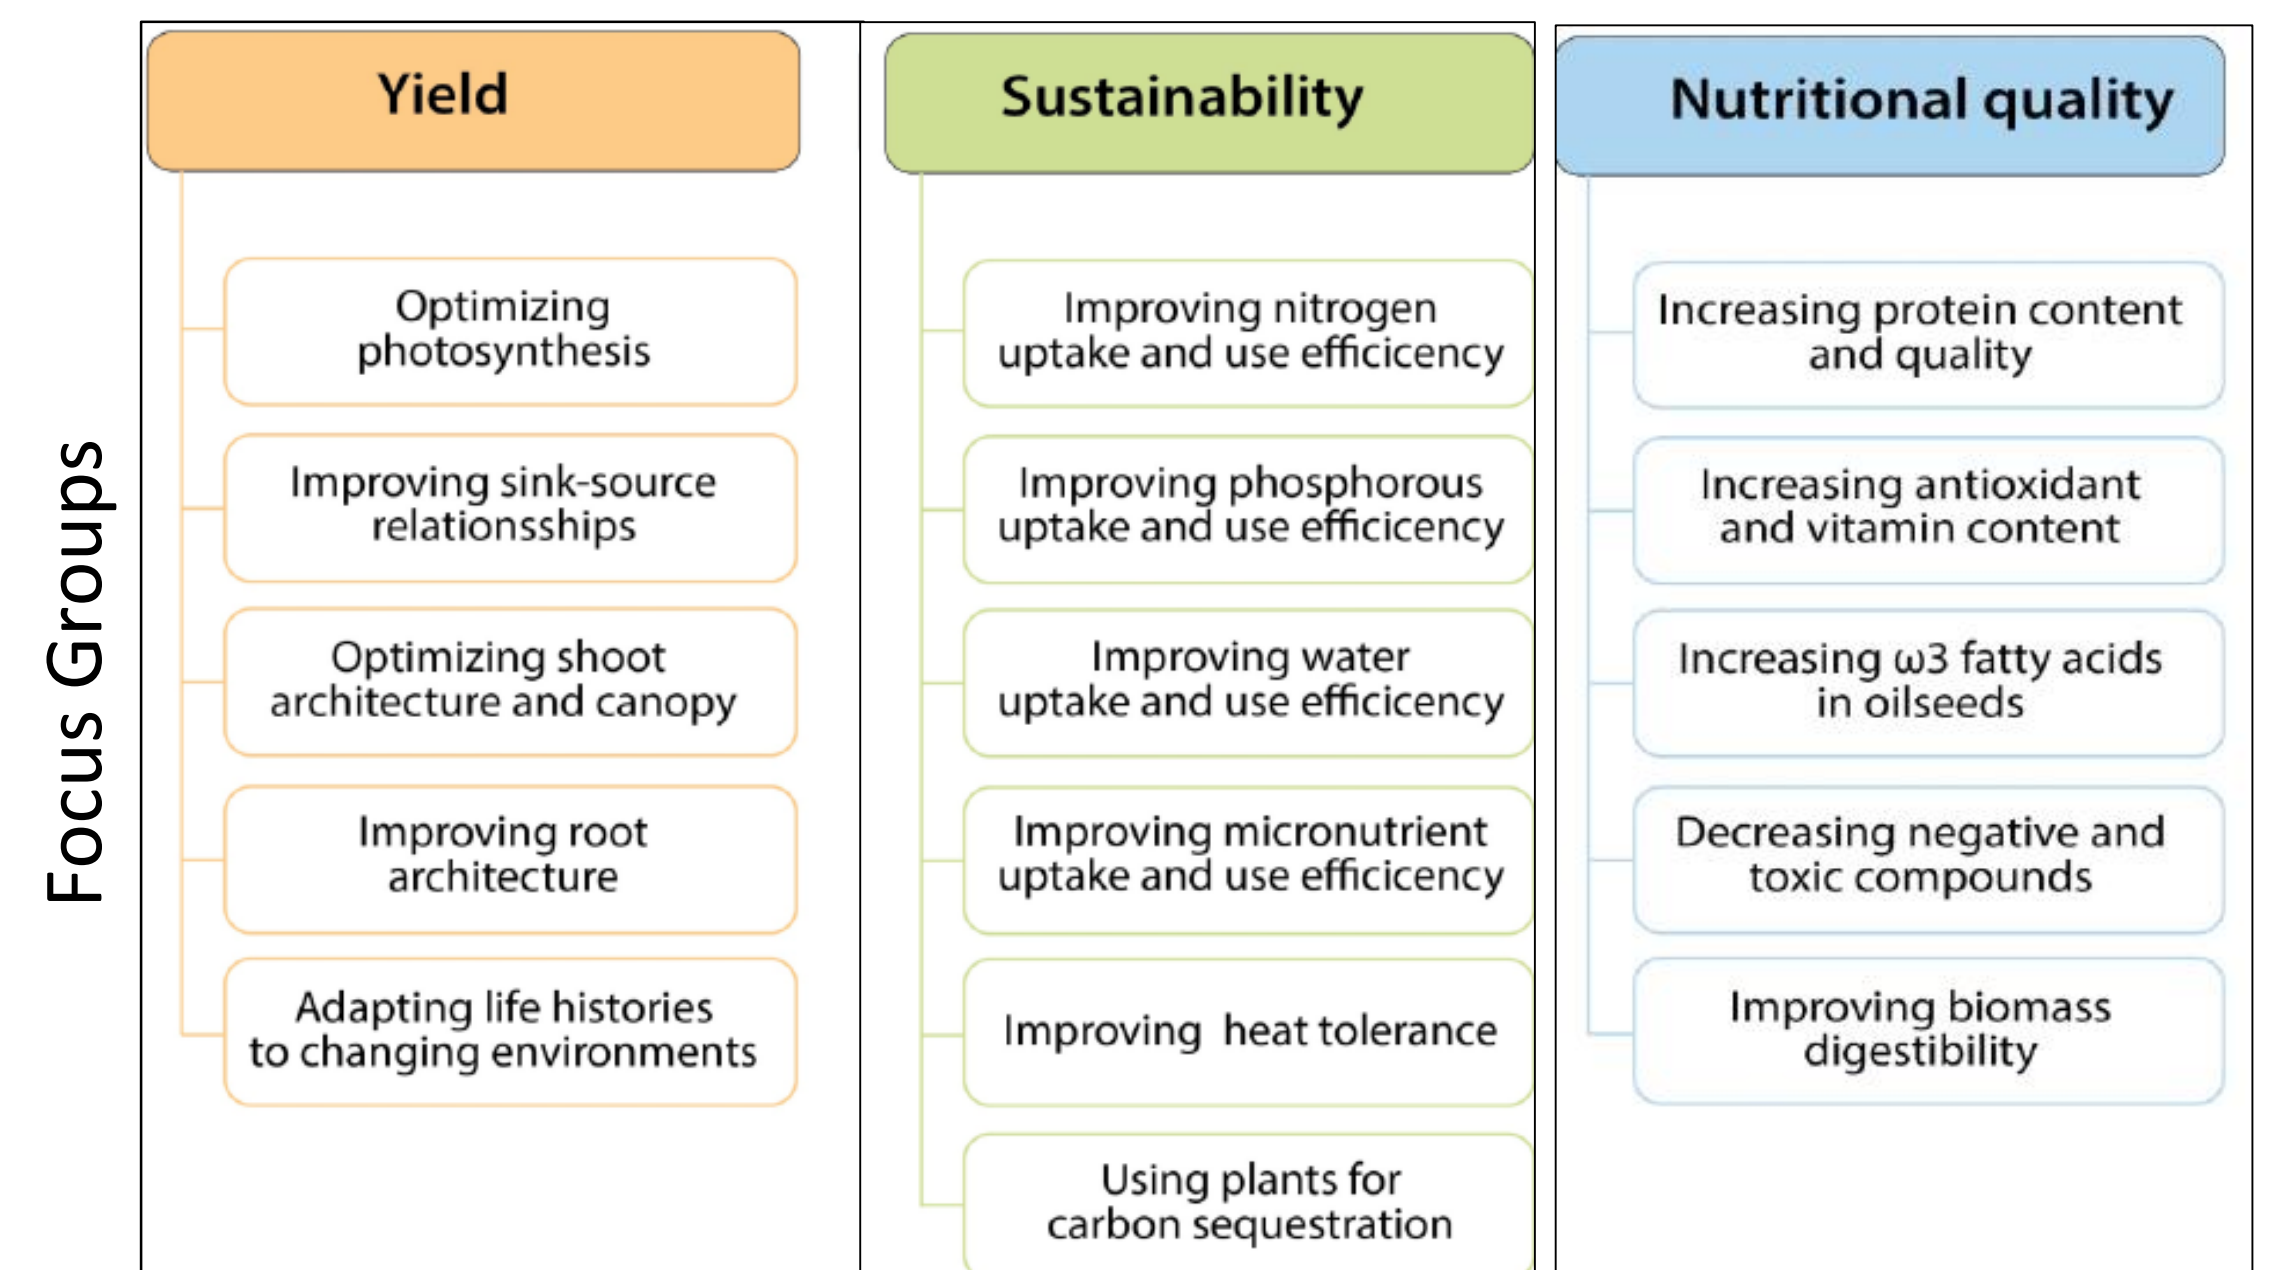 Focus Groups
Yield
Optimizing
photosynthesis
Improving sink-source
relationsships
Optimizing shoot
architecture and canopy
Improving root
architecture
Adapting life histories
to changing environments
Sustainability
Improving nitrogen
uptake and use efficicency
Improving phosphorous
uptake and use efficicency
Improving water
uptake and use efficicency
Improving micronutrient
uptake and use efficicency
Improving heat tolerance
Using plants for
carbon sequestration
Nutritional quality
Increasing protein content
and quality
Increasing antioxidant
and vitamin content
Increasing ω3 fatty acids
in oilseeds
Decreasing negative and
toxic compounds
Improving biomass
digestibility